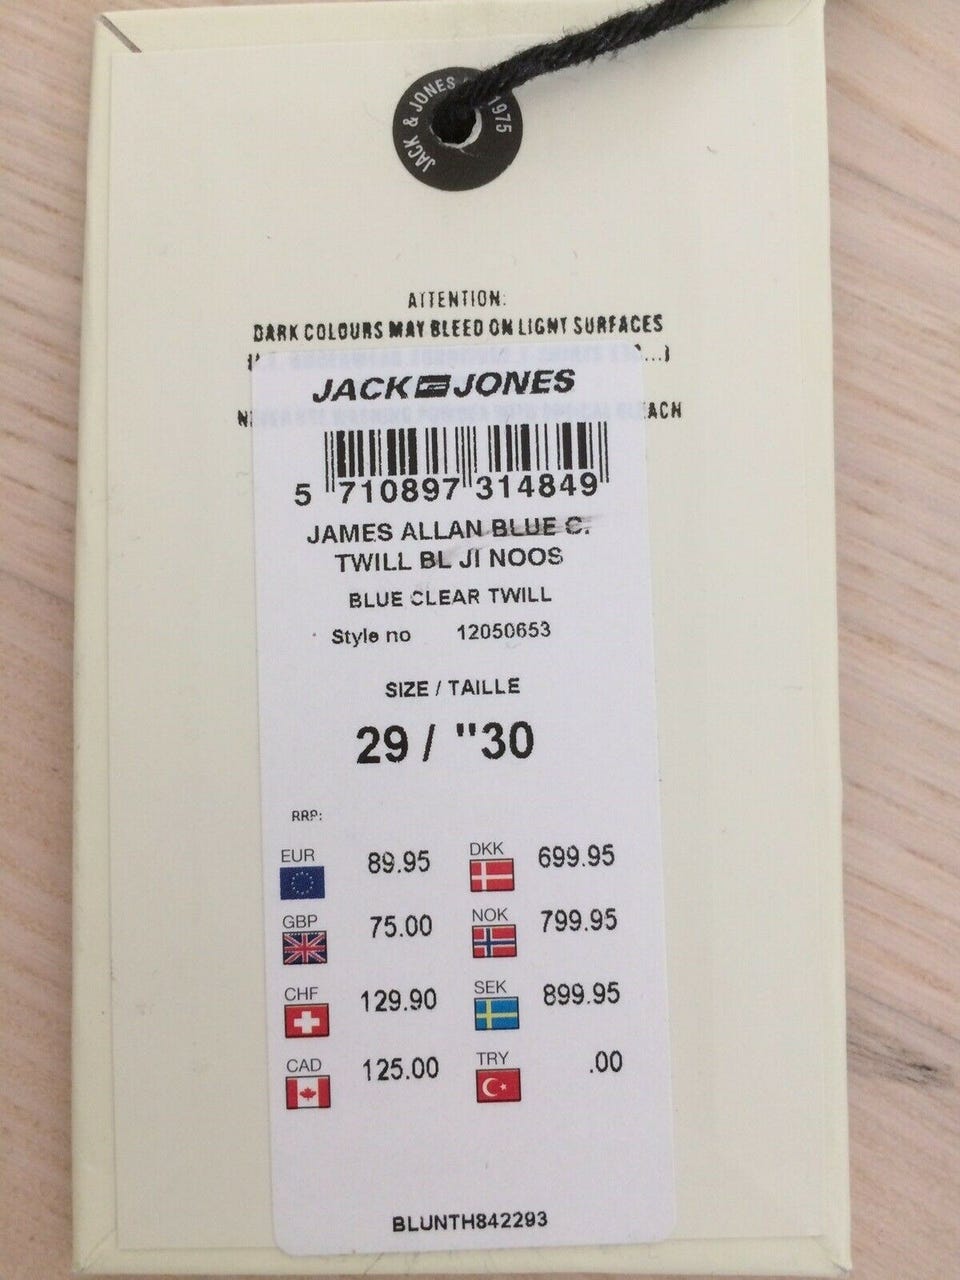 JACK & JONES 1975
ATTENTION:
DARK COLOURS MAY BLEED ON LIGHT SURFACES
JACK JONES
5 710897 314849
JAMES ALLAN BLUE C.
TWILL BL JI NOOS
BLUE CLEAR TWILL
Style no 12050653
SIZE / TAILLE
29 / "30
RRP:
EUR 89.95 DKK 699.95
GBP 75.00 NOK 799.95
CHF 129.90 SEK 899.95
CAD 125.00 TRY .00
BLUNTH842293